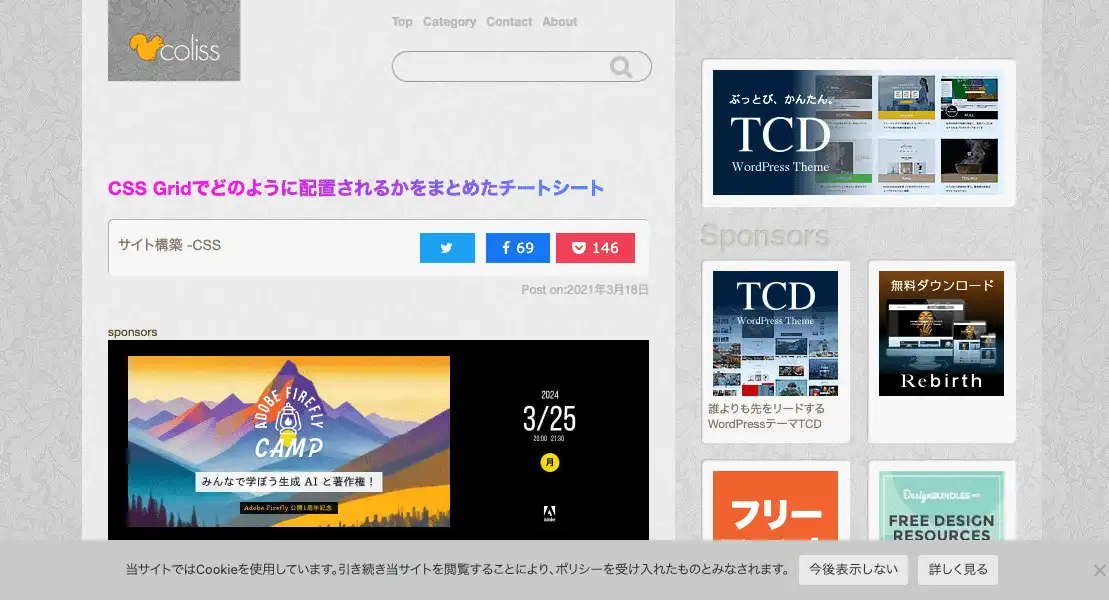 coliss
Top Category Contact About
CSS Gridでどのように配置されるかをまとめたチートシート
サイト構築 -CSS
69
146
Post on:2021年3月18日
sponsors
ADOBE FIREFLY
CAMP
みんなで学ぼう生成 AI と著作権！
Adobe Firefly 公開1周年記念
2024
3/25
20:00 21:30
月
Adobe
ぶっとび、かんたん。
TCD
WordPress Theme
Sponsors
TCD
WordPress Theme
誰よりも先をリードする
WordPressテーマTCD
無料ダウンロード
Rebirth
フリー
DesignBUNDLES.net
FREE DESIGN
RESOURCES
当サイトではCookieを使用しています。引き続き当サイトを閲覧することにより、ポリシーを受け入れたものとみなされます。
今後表示しない
詳しく見る